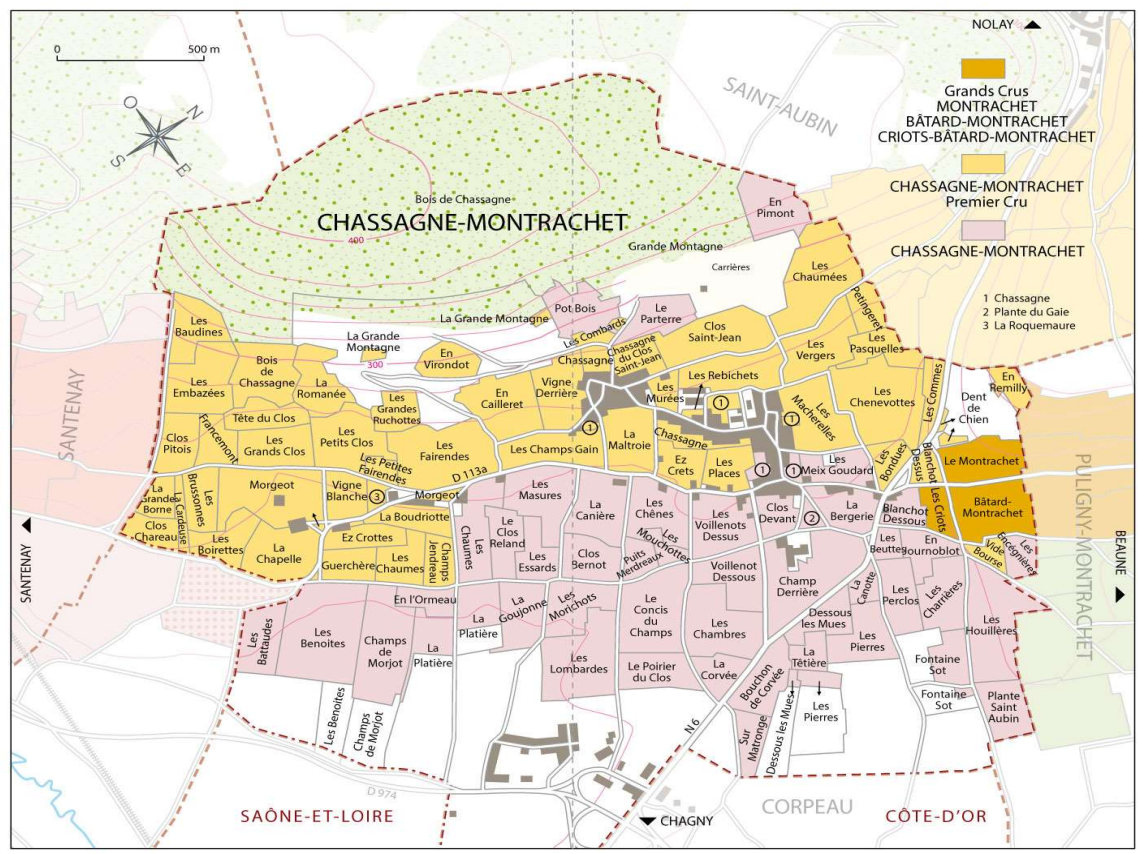 NOLAY
0
500 m
O
N
S
E
SAINT-AUBIN
Grands Crus
MONTRACHET
BÂTARD-MONTRACHET
CRIOTS-BÂTARD-MONTRACHET
CHASSAGNE-MONTRACHET
Premier Cru
CHASSAGNE-MONTRACHET
1 Chassagne
2 Plante du Gaie
3 La Roquemaure
Bois de Chassagne
CHASSAGNE-MONTRACHET
400
Grande Montagne
Carrières
En
Pimont
Les
Chaumées
Petingeret
Pot Bois
Le
Parterre
La Grande Montagne
Les Combards
Clos
Saint-Jean
Les
Vergers
Les
Pasquelles
Les
Baudines
La Grande
Montagne
300
En
Virondot
Chassagne
Chassagne
du Clos
Saint-Jean
Bois
de
Chassagne
La
Romanée
Les
Embazées
Les
Grandes
Ruchottes
En
Cailleret
Vigne
Derrière
Les
Murées
Les Rebichets
1
1
Les
Macherelles
Les
Chenevottes
Les Commes
En
Remilly
Dent
de
Chien
Tête du Clos
Francemont
Clos
Pitois
Les
Grands Clos
Les
Petits Clos
Les Petites
Fairendes
Les
Fairendes
D 113a
Les Champs Gain
1
La
Maltroie
Chassagne
Ez
Crets
Les
Places
1
1
Les
Meix Goudard
Les
Bondues
Blanchot
Dessus
Le Montrachet
Bâtard-
Montrachet
Les Criots
SANTENAY
SANTENAY
La
Grande
Borne
La Cardeuse
Les
Brussonnes
Morgeot
Vigne
Blanche
3
Morgeot
La Boudriotte
Clos
Chareau
Les
Boirettes
La
Chapelle
Ez Crottes
Guerchère
Les
Chaumes
Champs
Jendreau
Les
Chaumes
Les
Masures
Le
Clos
Reland
Les
Essards
La
Canière
Clos
Bernot
Les
Chênes
Les
Mouchottes
Puits
Merdreaux
Les
Voillenots
Dessus
Voillenot
Dessous
Clos
Devant
2
La
Bergerie
Blanchot
Dessous
Les
Beuttes
En
Journoblot
Vide
Bourse
Les
Encégnières
PULIGNY-MONTRACHET
BEAUNE
Champ
Derrière
La
Canotte
Les
Perclos
Les
Charrières
Les
Houillères
En l'Ormeau
La
Goujonne
Les
Morichots
La
Platière
La
Platière
Les
Battaudes
Les
Benoites
Champs
de
Morjot
Les
Lombardes
Le
Concis
du
Champs
Le Poirier
du Clos
Les
Chambres
La
Corvée
Dessous
les Mues
Les
Pierres
La
Têtière
Bouchon
de Corvée
Les
Pierres
Fontaine
Sot
Fontaine
Sot
Plante
Saint
Aubin
Les Benoites
Champs
de Morjot
Sur
Matronge
Dessous les Mues
N 6
D 974
SAÔNE-ET-LOIRE
CHAGNY
CORPEAU
CÔTE-D'OR